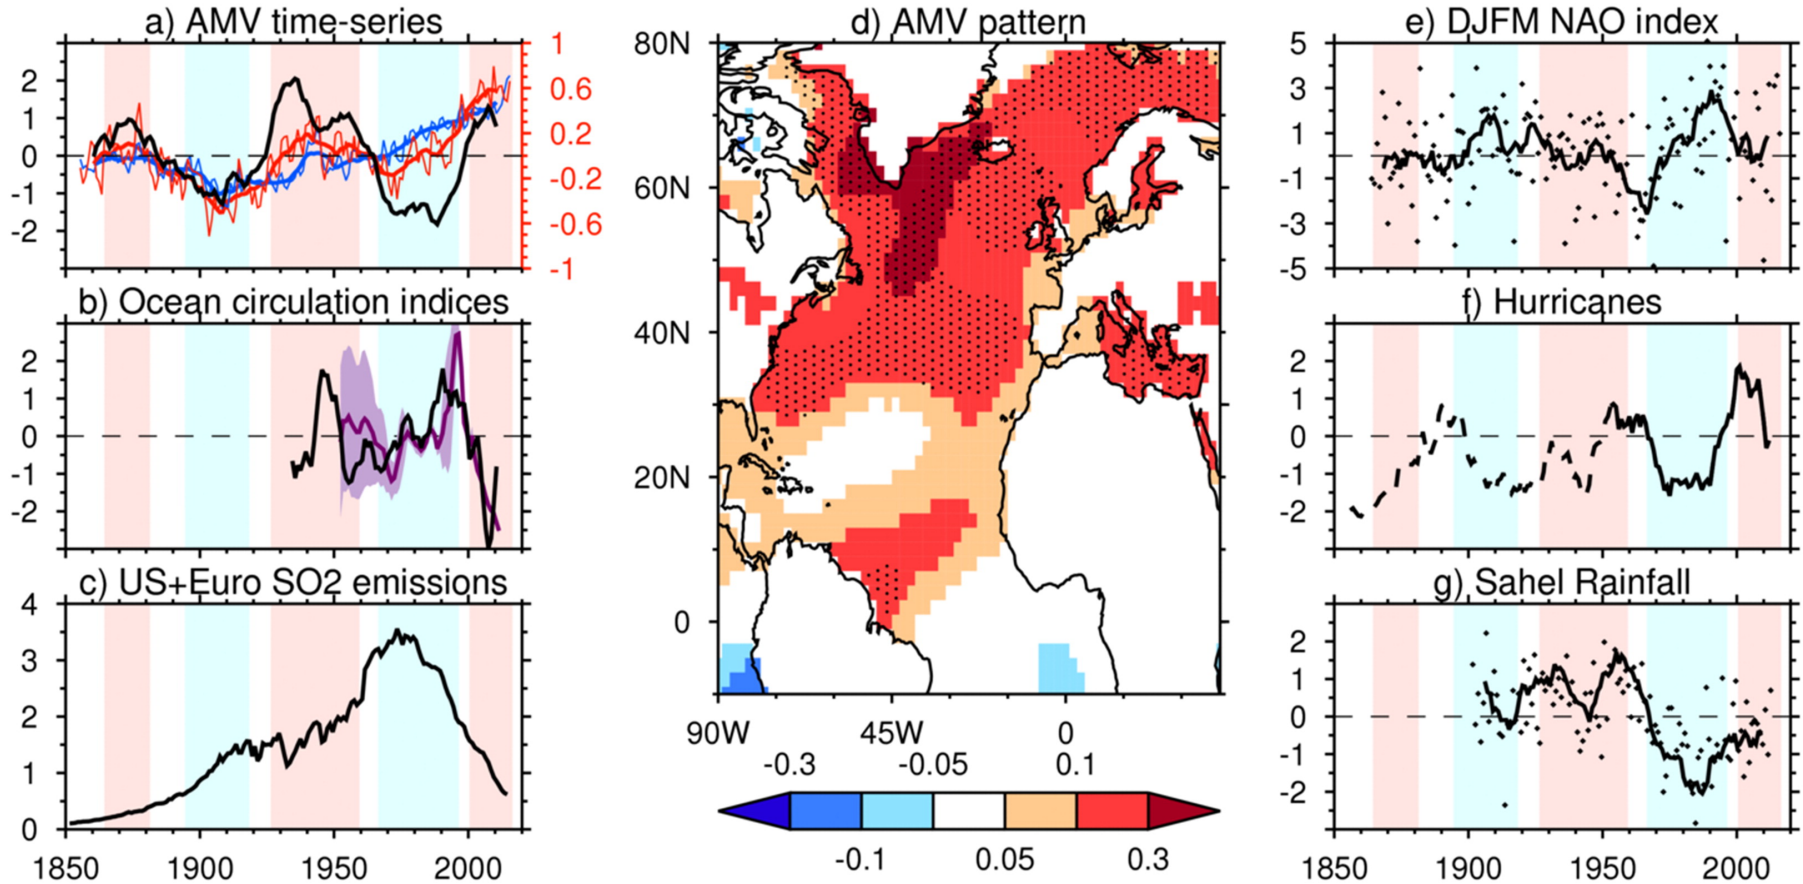 a) AMV time-series
2
1
0
-1
-2
1
0.6
0.2
-0.2
-0.6
-1
b) Ocean circulation indices
2
1
0
-1
-2
c) US+Euro SO2 emissions
4
3
2
1
0
1850 1900 1950 2000
d) AMV pattern
80N
60N
40N
20N
0
90W 45W 0
-0.3 -0.05 0.1
-0.1 0.05 0.3
e) DJFM NAO index
5
3
1
-1
-3
-5
f) Hurricanes
2
1
0
-1
-2
g) Sahel Rainfall
2
1
0
-1
-2
1850 1900 1950 2000